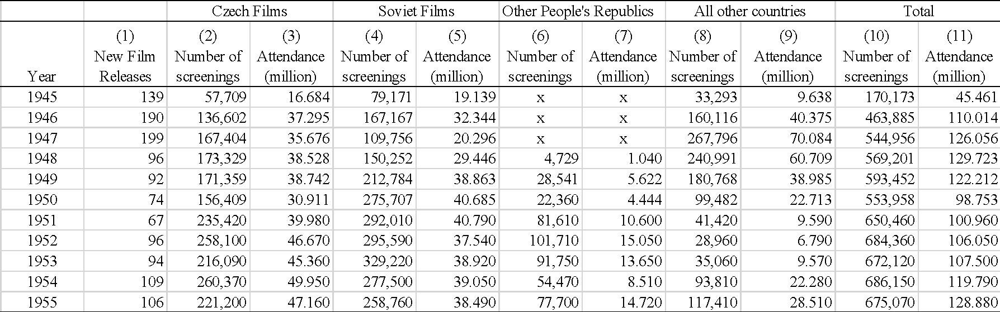 Czech Films Soviet Films Other People's Republics All other countries Total
(1) (2) (3) (4) (5) (6) (7) (8) (9) (10) (11)
New Film Number of Attendance Number of Attendance Number of Attendance Number of Attendance Number of Attendance
Year Releases screenings (million) screenings (million) screenings (million) screenings (million) screenings (million)
1945 139 57,709 16.684 79,171 19.139 x x 33,293 9.638 170,173 45.461
1946 190 136,602 37.295 167,167 32.344 x x 160,116 40.375 463,885 110.014
1947 199 167,404 35.676 109,756 20.296 x x 267,796 70.084 544,956 126.056
1948 96 173,329 38.528 150,252 29.446 4,729 1.040 240,991 60.709 569,201 129.723
1949 92 171,359 38.742 212,784 38.863 28,541 5.622 180,768 38.985 593,452 122.212
1950 74 156,409 30.911 275,707 40.685 22,360 4.444 99,482 22.713 553,958 98.753
1951 67 235,420 39.980 292,010 40.790 81,610 10.600 41,420 9.590 650,460 100.960
1952 96 258,100 46.670 295,590 37.540 101,710 15.050 28,960 6.790 684,360 106.050
1953 94 216,090 45.360 329,220 38.920 91,750 13.650 35,060 9.570 672,120 107.500
1954 109 260,370 49.950 277,500 39.050 54,470 8.510 93,810 22.280 686,150 119.790
1955 106 221,200 47.160 258,760 38.490 77,700 14.720 117,410 28.510 675,070 128.880